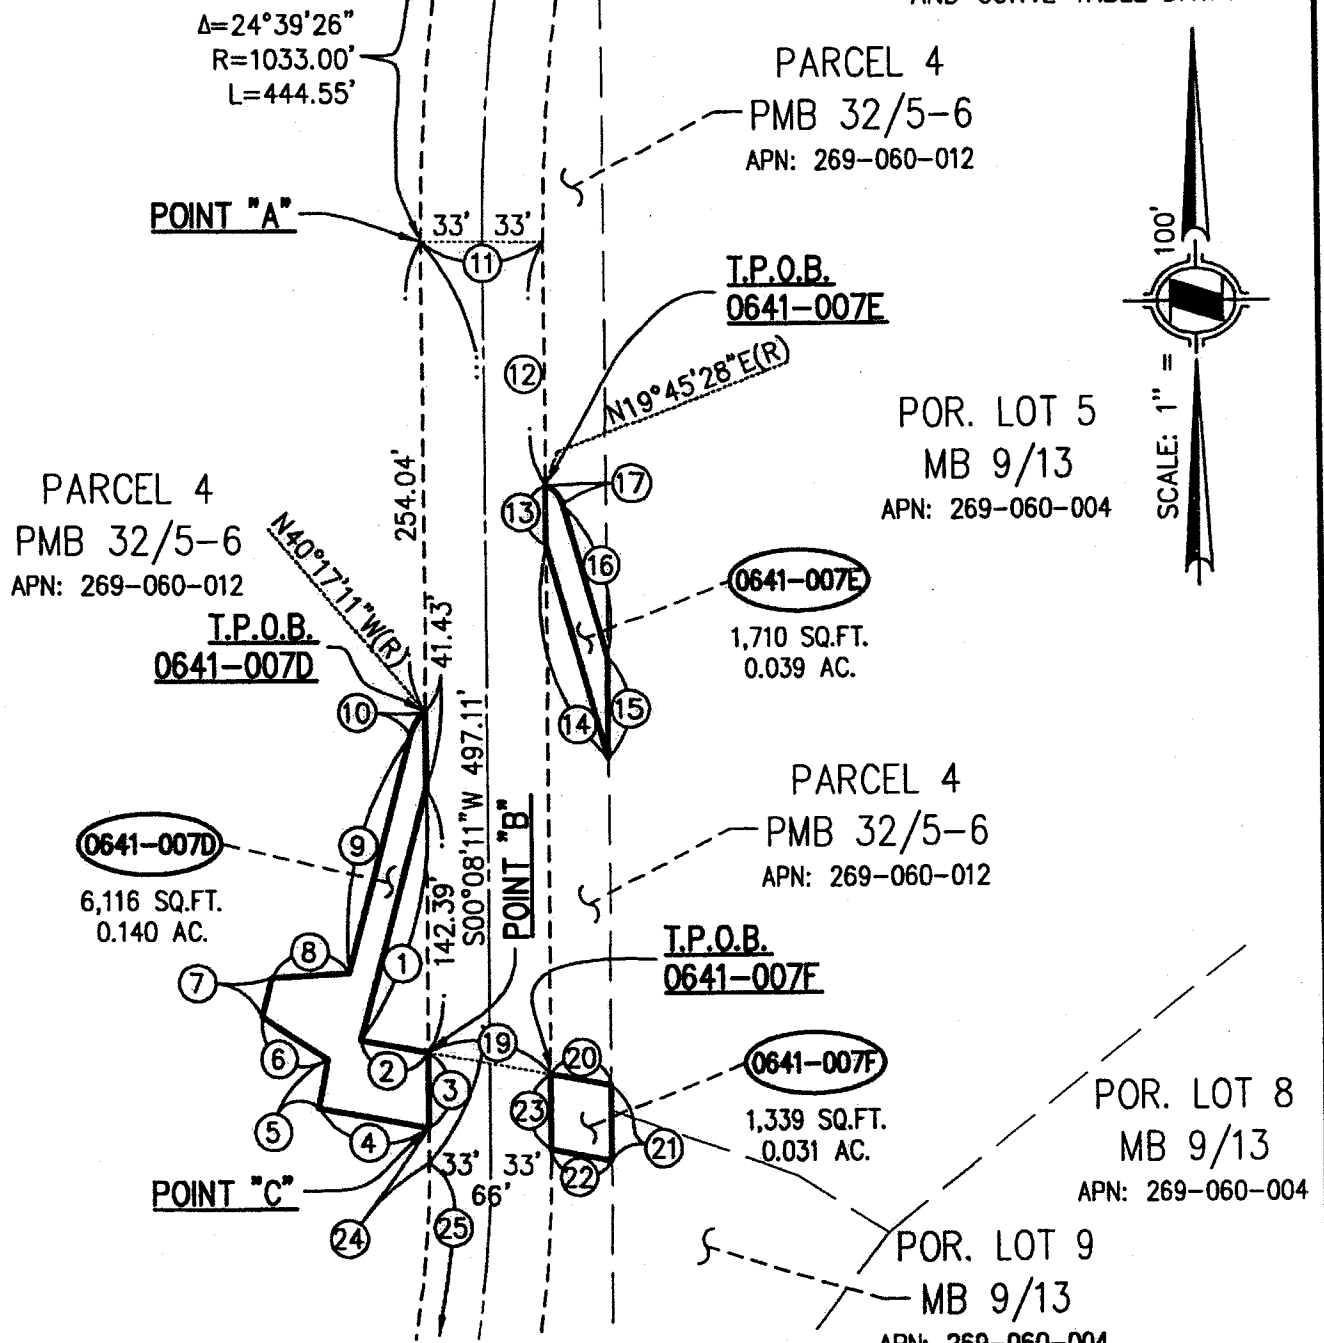 Δ=24°39'26"
R=1033.00'
L=444.55'
PARCEL 4
PMB 32/5-6
APN: 269-060-012
POINT "A"
33' 33'
11
T.P.O.B.
0641-007E
SCALE: 1" = 100'
12
N19°45'28"E(R)
POR. LOT 5
MB 9/13
APN: 269-060-004
254.04'
PARCEL 4
PMB 32/5-6
APN: 269-060-012
N40°17'11"W(R)
13
17
16
0641-007E
1,710 SQ.FT.
0.039 AC.
T.P.O.B.
0641-007D
41.43'
10
14
15
S00°08'11"W 497.11'
PARCEL 4
PMB 32/5-6
APN: 269-060-012
0641-007D
6,116 SQ.FT.
0.140 AC.
9
142.39'
POINT "B"
8
1
7
T.P.O.B.
0641-007F
19
6
2
3
20
0641-007F
1,339 SQ.FT.
0.031 AC.
23
5
4
21
22
POR. LOT 8
MB 9/13
APN: 269-060-004
33' 33'
66'
POINT "C"
24
25
POR. LOT 9
MB 9/13
APN: 269-060-004